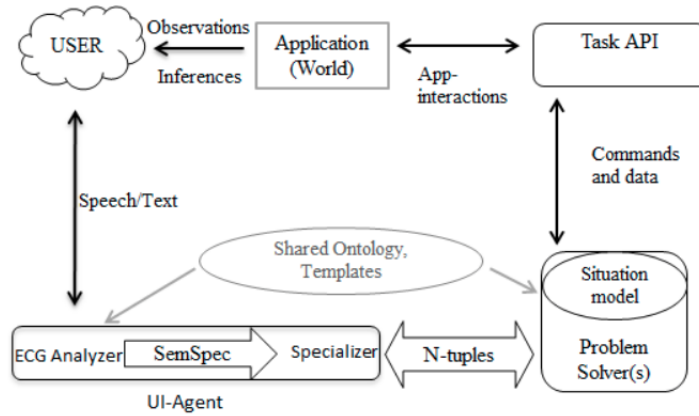 USER
Observations
Inferences
Application
(World)
App-
interactions
Task API
Speech/Text
Commands
and data
Shared Ontology,
Templates
Situation
model
Problem
Solver(s)
ECG Analyzer
SemSpec
Specializer
N-tuples
UI-Agent